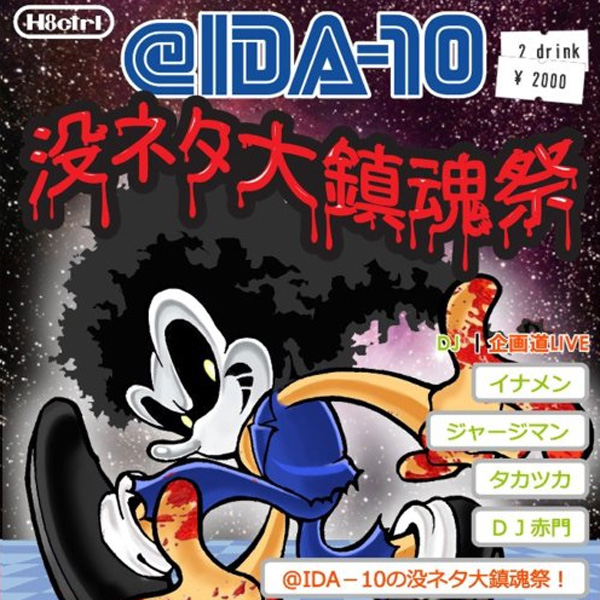 H8ctrl
@IDA-10
2 drink
¥ 2000
没ネタ大鎮魂祭
DJ | 企画道LIVE
イナメン
ジャージマン
タカツカ
DJ赤門
@IDA-10の没ネタ大鎮魂祭!